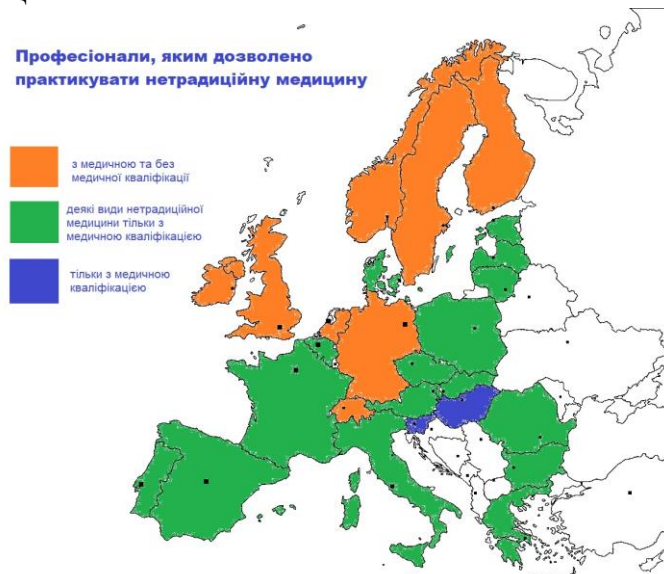 Професіонали, яким дозволено
практикувати нетрадиційну медицину
з медичною та без
медичної кваліфікації
деякі види нетрадиційної
медицини тільки з
медичною кваліфікацією
тільки з медичною
кваліфікацією